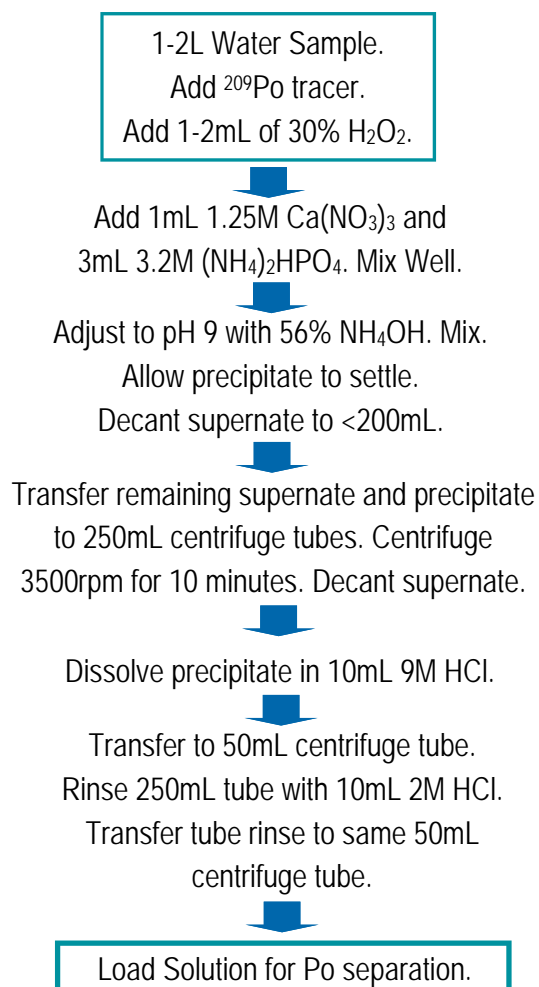 1-2L Water Sample.
Add ²⁰⁹Po tracer.
Add 1-2mL of 30% H₂O₂.
Add 1mL 1.25M Ca(NO₃)₃ and
3mL 3.2M (NH₄)₂HPO₄. Mix Well.
Adjust to pH 9 with 56% NH₄OH. Mix.
Allow precipitate to settle.
Decant supernate to <200mL.
Transfer remaining supernate and precipitate
to 250mL centrifuge tubes. Centrifuge
3500rpm for 10 minutes. Decant supernate.
Dissolve precipitate in 10mL 9M HCl.
Transfer to 50mL centrifuge tube.
Rinse 250mL tube with 10mL 2M HCl.
Transfer tube rinse to same 50mL
centrifuge tube.
Load Solution for Po separation.